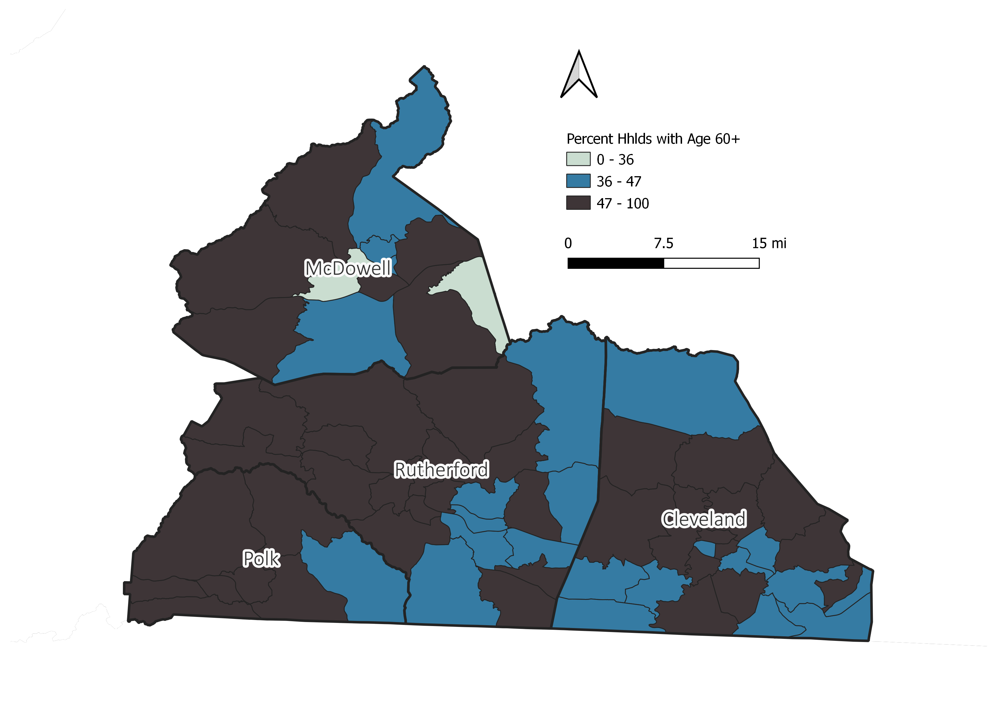 Percent Hhlds with Age 60+
0 - 36
36 - 47
47 - 100
0 7.5 15 mi
McDowell
Rutherford
Cleveland
Polk